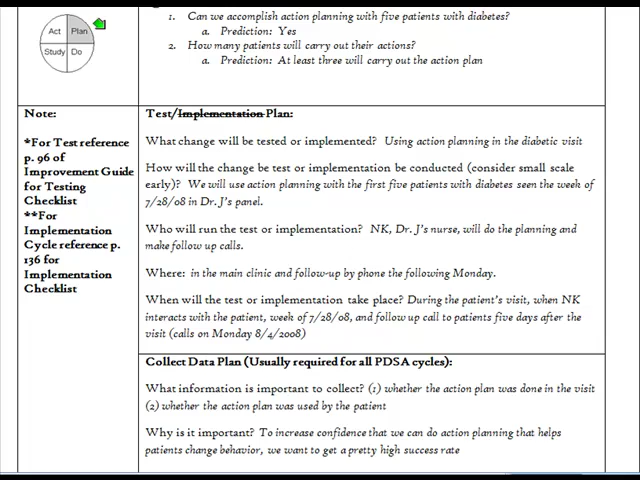 Act
Plan
Study
Do
1. Can we accomplish action planning with five patients with diabetes?
a. Prediction: Yes
2. How many patients will carry out their actions?
a. Prediction: At least three will carry out the action plan
Note:
*For Test reference
p. 96 of
Improvement Guide
for Testing
Checklist
**For
Implementation
Cycle reference p.
136 for
Implementation
Checklist
Test/Implementation Plan:
What change will be tested or implemented? Using action planning in the diabetic visit
How will the change be test or implementation be conducted (consider small scale
early)? We will use action planning with the first five patients with diabetes seen the week of
7/28/08 in Dr. J's panel.
Who will run the test or implementation? NK, Dr. J's nurse, will do the planning and
make follow up calls.
Where: in the main clinic and follow-up by phone the following Monday.
When will the test or implementation take place? During the patient's visit, when NK
interacts with the patient, week of 7/28/08, and follow up call to patients five days after the
visit (calls on Monday 8/4/2008)
Collect Data Plan (Usually required for all PDSA cycles):
What information is important to collect? (1) whether the action plan was done in the visit
(2) whether the action plan was used by the patient
Why is it important? To increase confidence that we can do action planning that helps
patients change behavior, we want to get a pretty high success rate